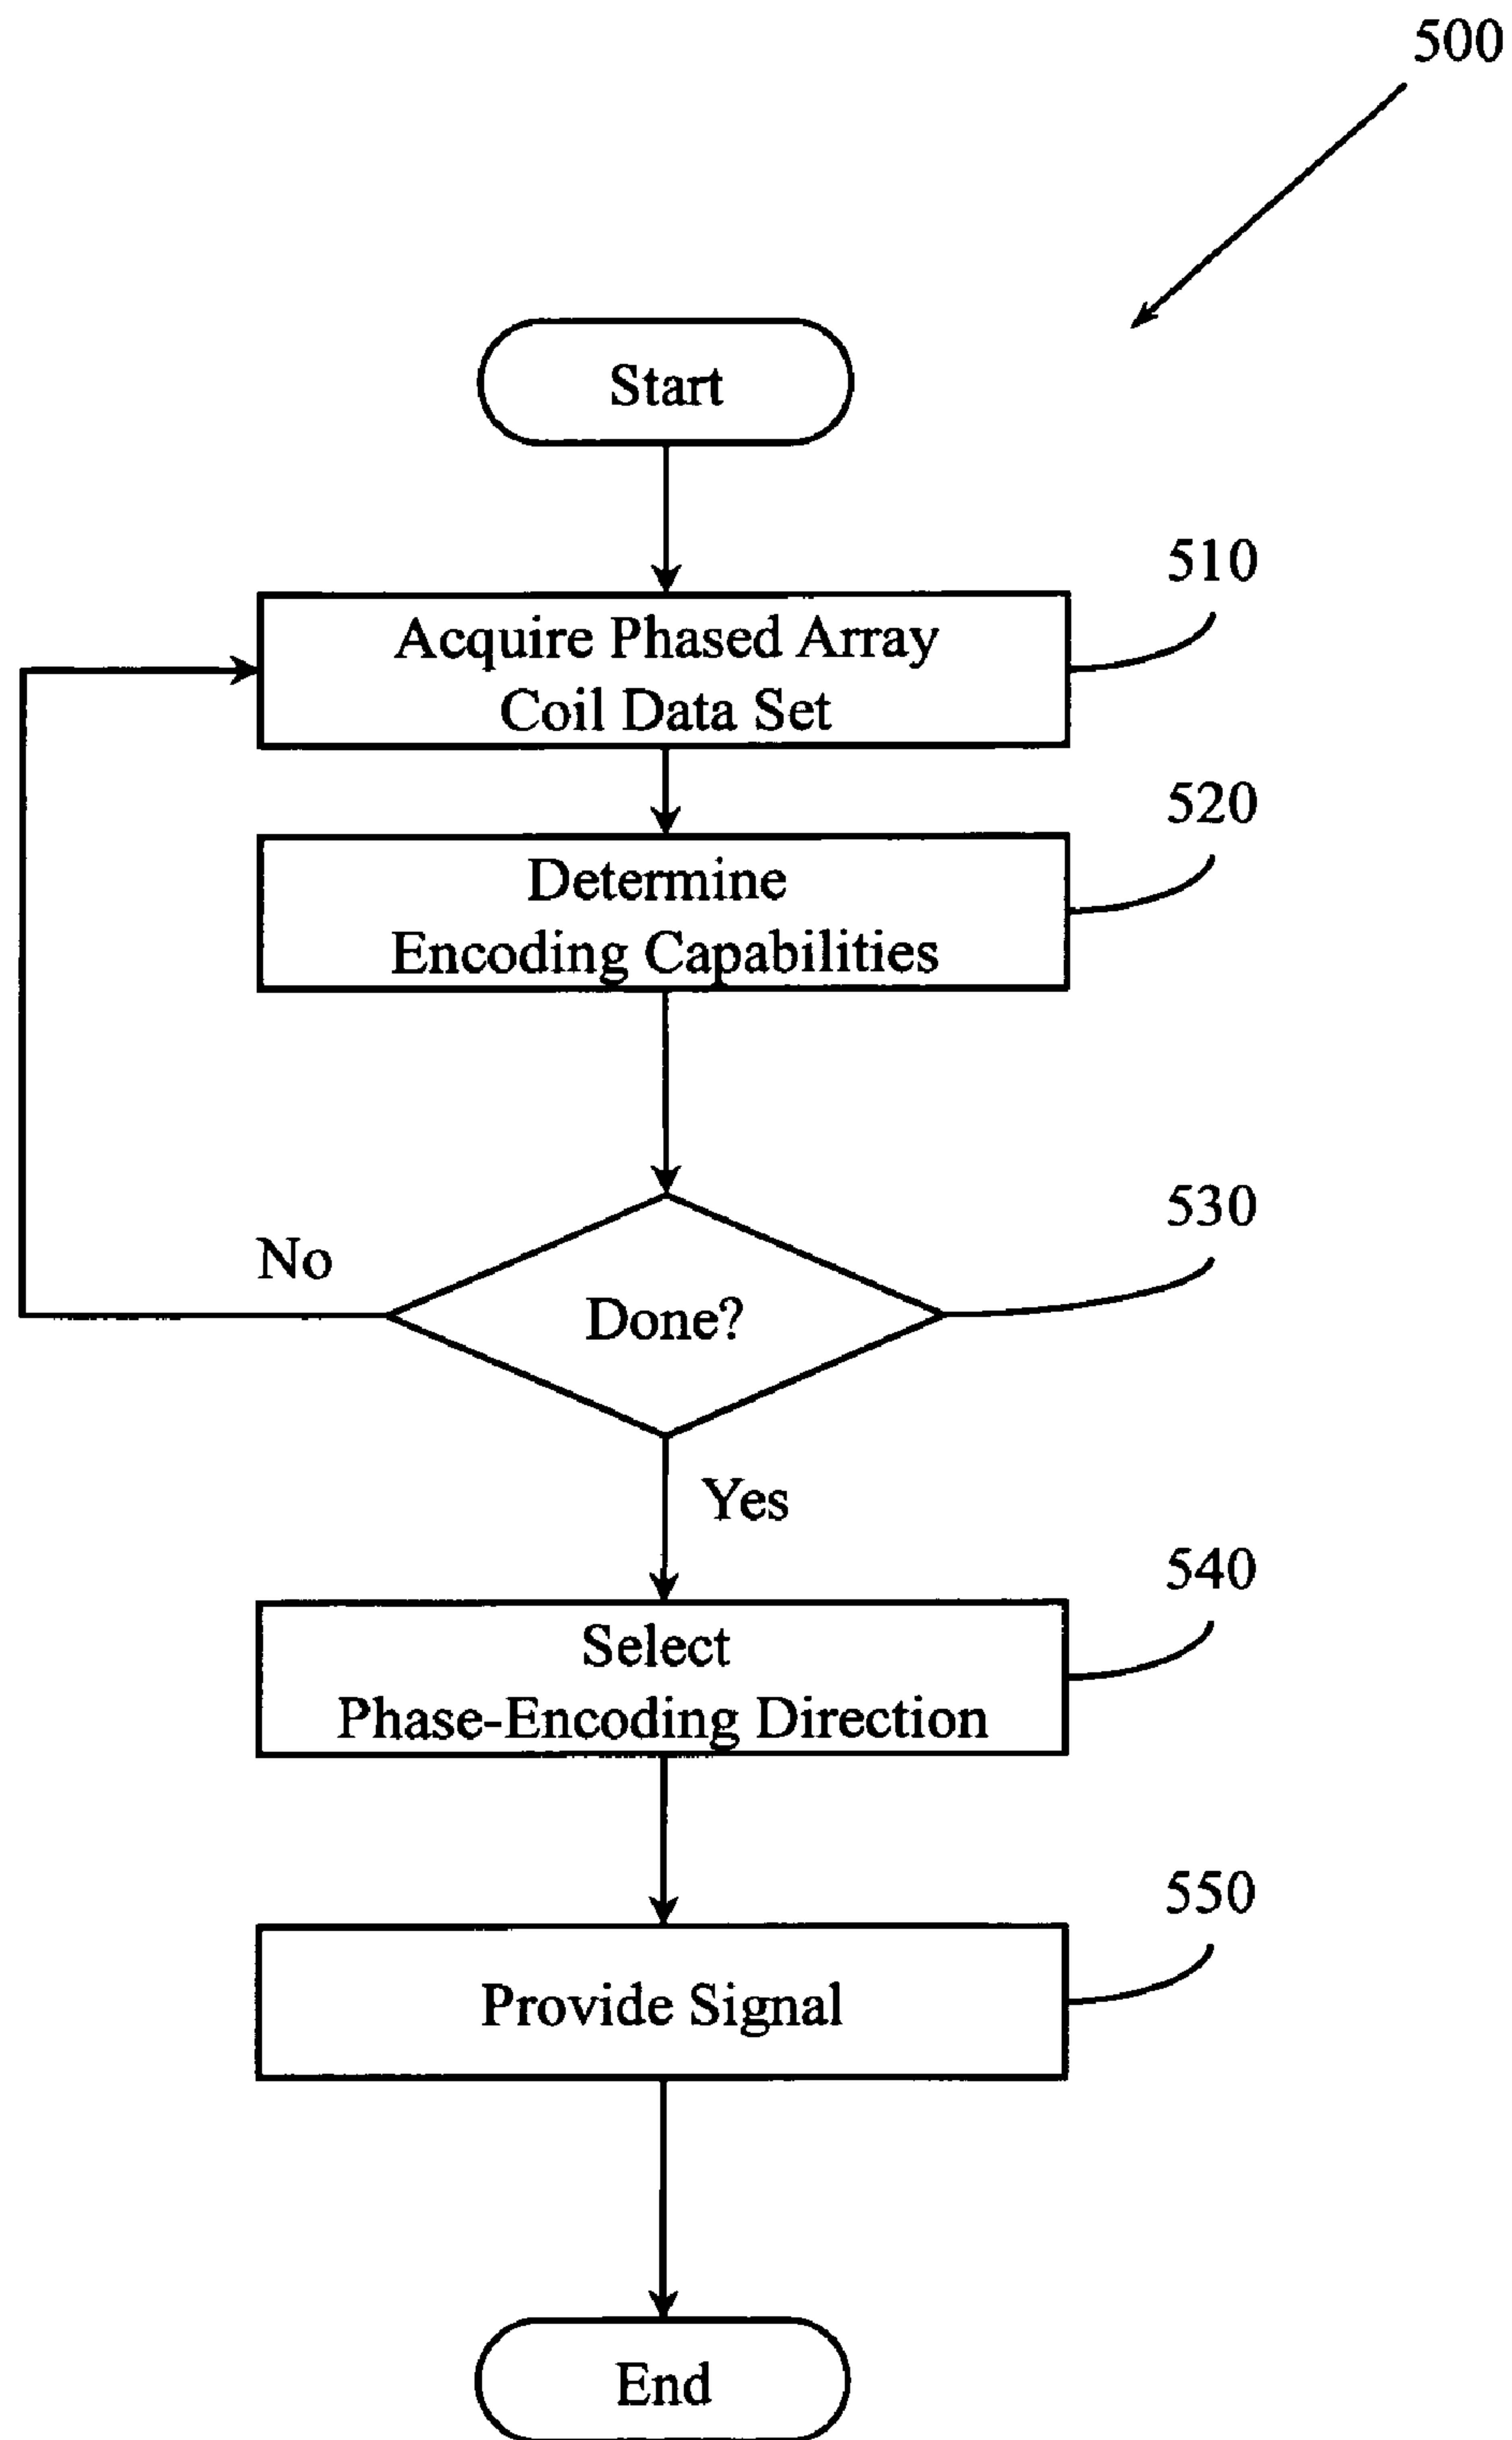 500
Start
510
Acquire Phased Array
Coil Data Set
520
Determine
Encoding Capabilities
530
No
Done?
Yes
540
Select
Phase-Encoding Direction
550
Provide Signal
End